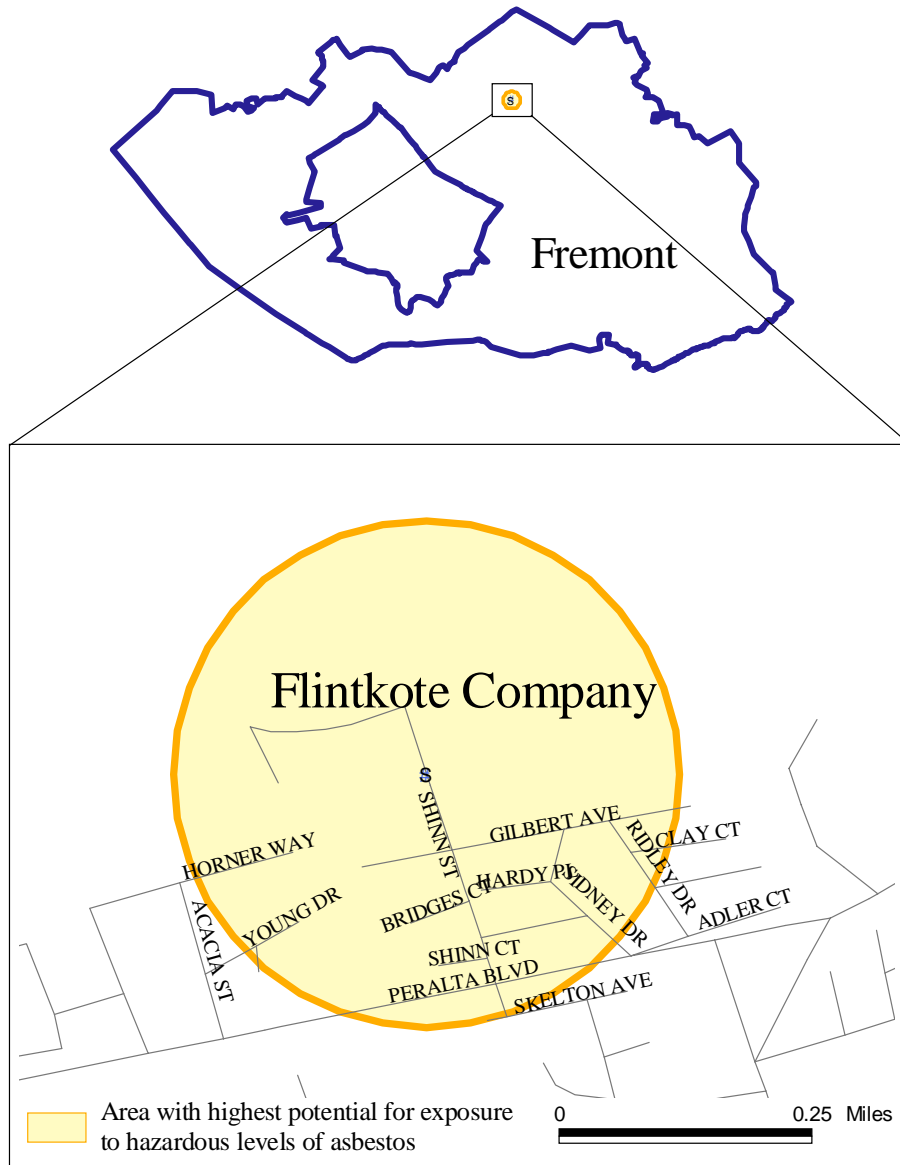 S
Fremont
Flintkote Company
S
SHINN ST
GILBERT AVE
RIDLEY DR
CLAY CT
HORNER WAY
HARDY PL
SIDNEY DR
BRIDGES CT
ACACIA ST
YOUNG DR
ADLER CT
SHINN CT
PERALTA BLVD
SKELTON AVE
Area with highest potential for exposure
to hazardous levels of asbestos
0 0.25 Miles